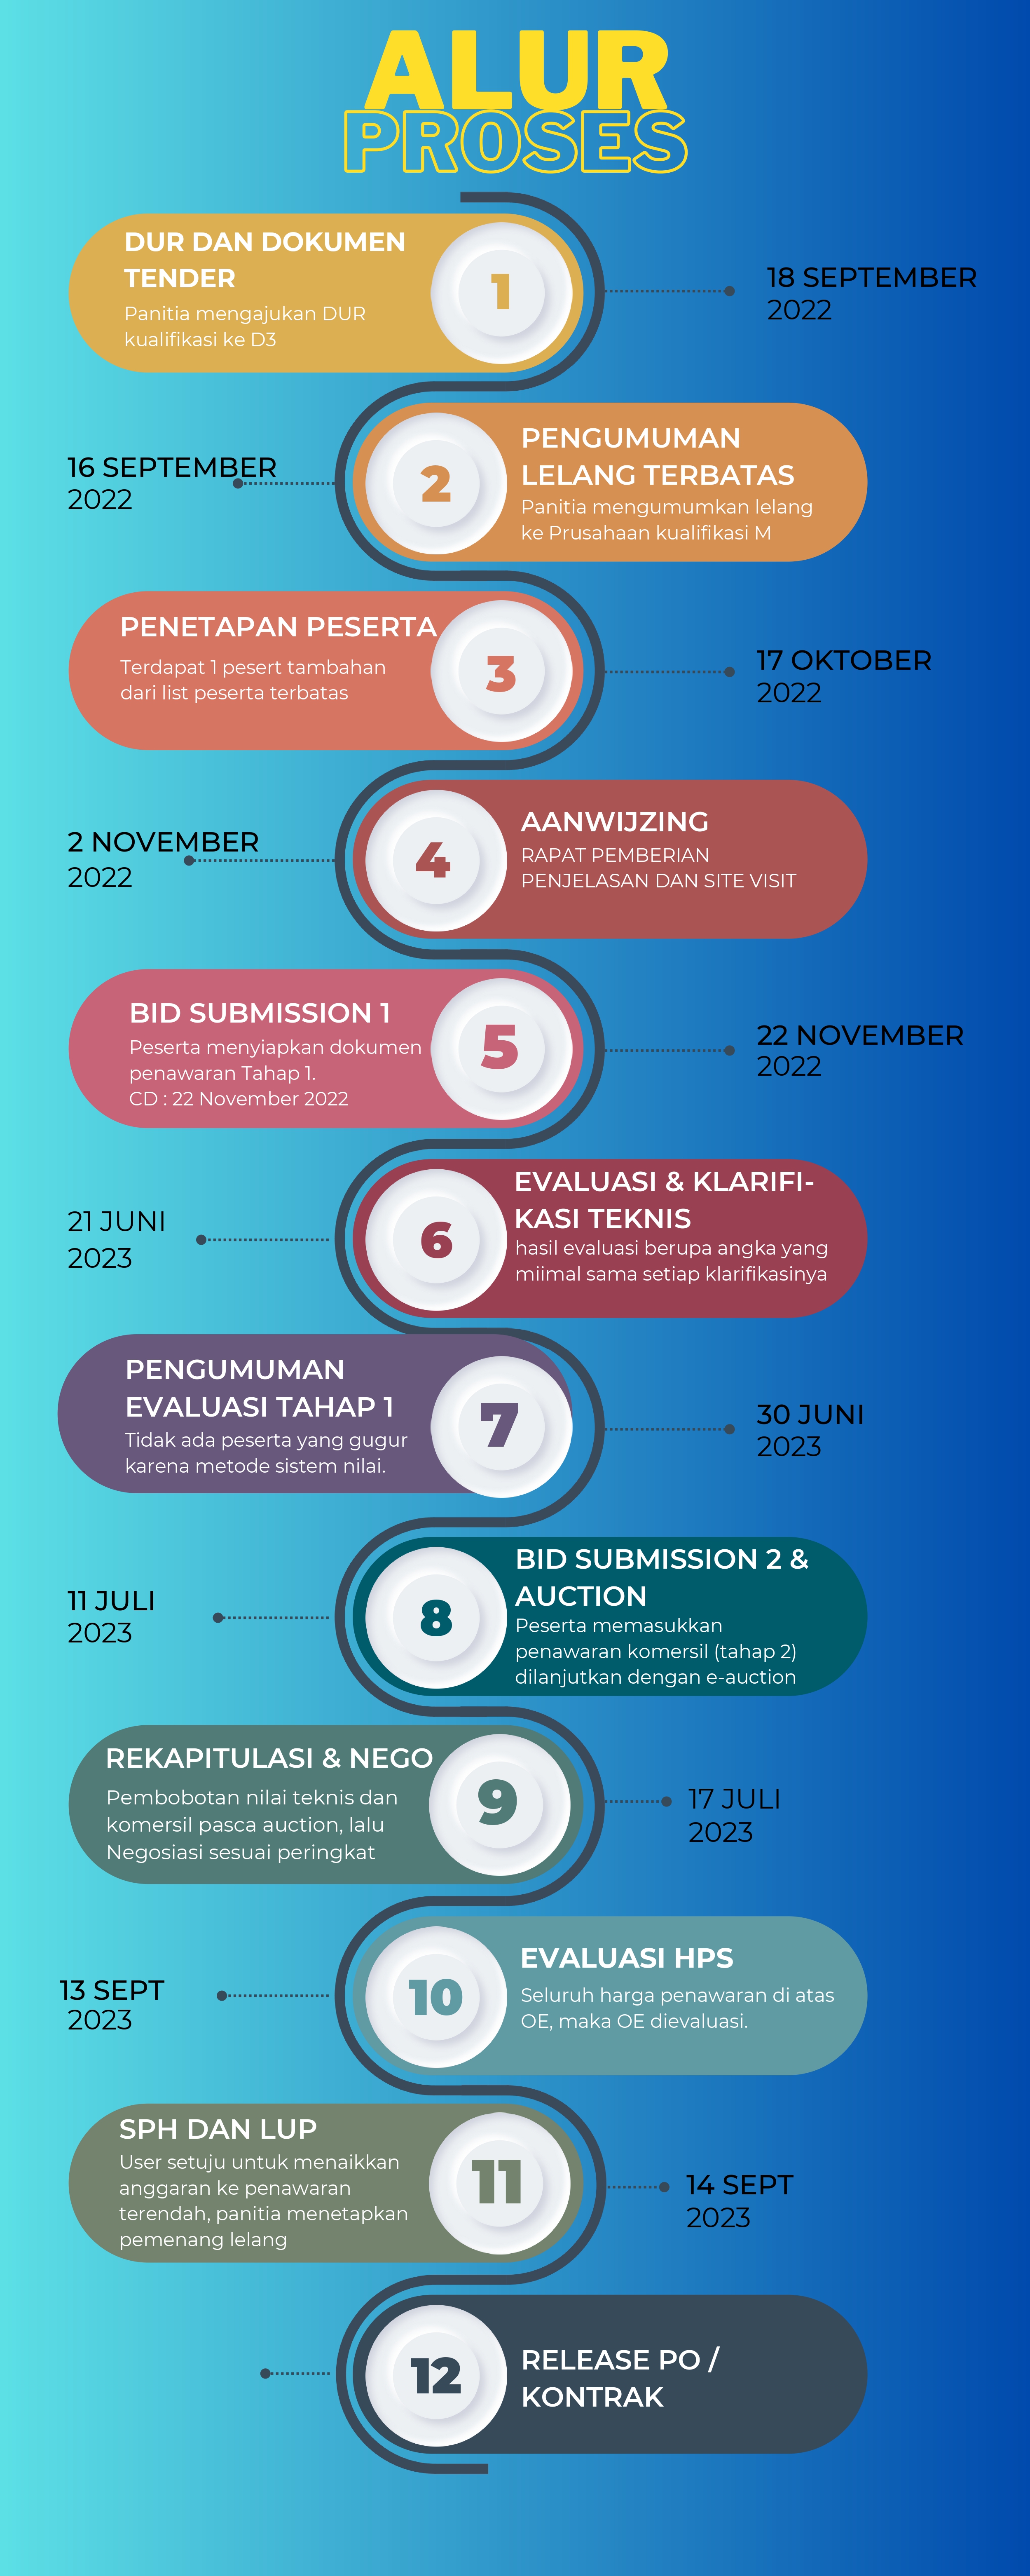 ALUR
PROSES
DUR DAN DOKUMEN
TENDER
Panitia mengajukan DUR
kualifikasi ke D3
1
18 SEPTEMBER
2022
16 SEPTEMBER
2022
2
PENGUMUMAN
LELANG TERBATAS
Panitia mengumumkan lelang
ke Prusahaan kualifikasi M
PENETAPAN PESERTA
Terdapat 1 pesert tambahan
dari list peserta terbatas
3
17 OKTOBER
2022
2 NOVEMBER
2022
4
AANWIJZING
RAPAT PEMBERIAN
PENJELASAN DAN SITE VISIT
BID SUBMISSION 1
Peserta menyiapkan dokumen
penawaran Tahap 1.
CD : 22 November 2022
5
22 NOVEMBER
2022
21 JUNI
2023
6
EVALUASI & KLARIFI-
KASI TEKNIS
hasil evaluasi berupa angka yang
miimal sama setiap klarifikasinya
PENGUMUMAN
EVALUASI TAHAP 1
Tidak ada peserta yang gugur
karena metode sistem nilai.
7
30 JUNI
2023
11 JULI
2023
8
BID SUBMISSION 2 &
AUCTION
Peserta memasukkan
penawaran komersil (tahap 2)
dilanjutkan dengan e-auction
REKAPITULASI & NEGO
Pembobotan nilai teknis dan
komersil pasca auction, lalu
Negosiasi sesuai peringkat
9
17 JULI
2023
13 SEPT
2023
10
EVALUASI HPS
Seluruh harga penawaran di atas
OE, maka OE dievaluasi.
SPH DAN LUP
User setuju untuk menaikkan
anggaran ke penawaran
terendah, panitia menetapkan
pemenang lelang
11
14 SEPT
2023
12
RELEASE PO /
KONTRAK